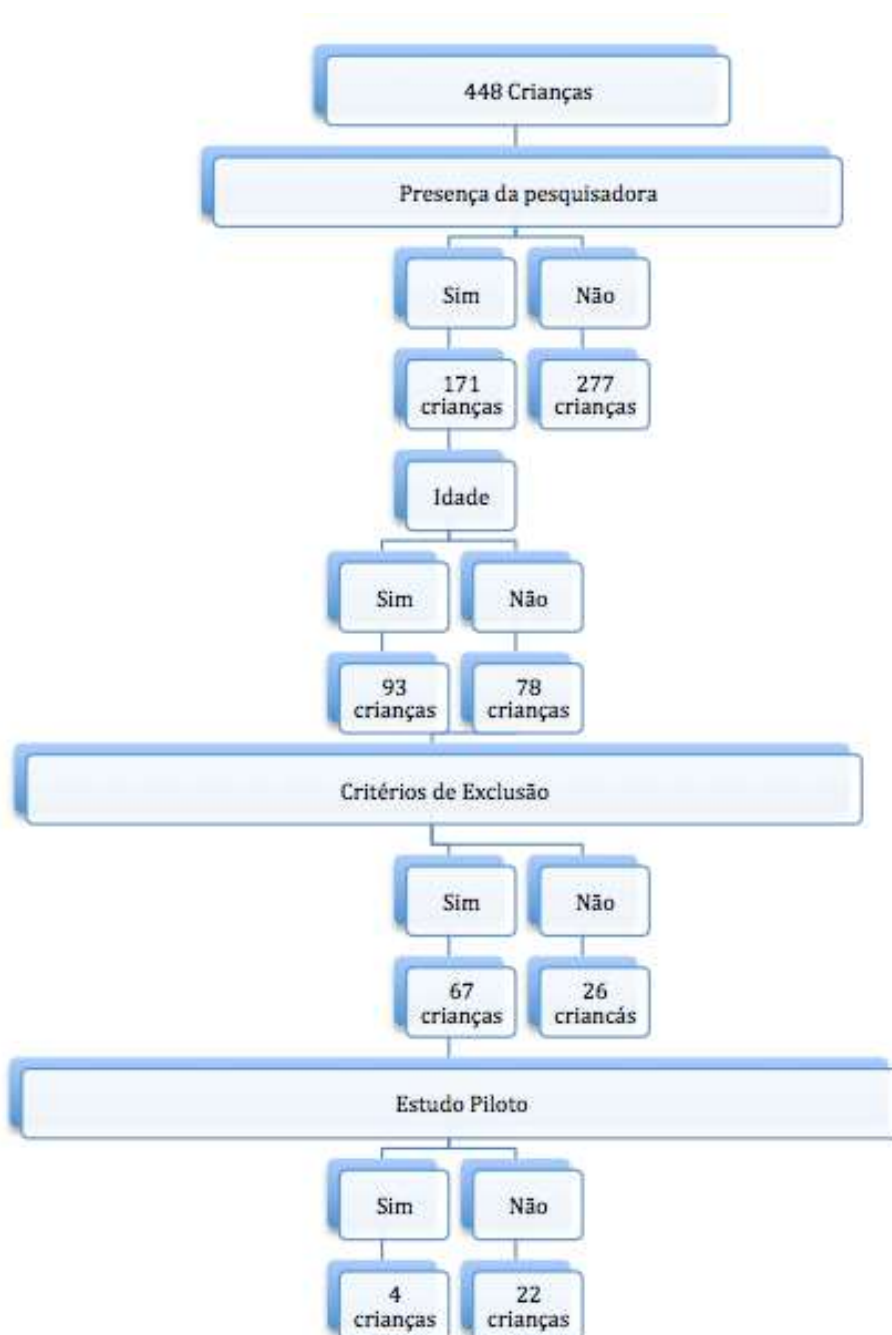 448 Crianças
Presença da pesquisadora
Sim
Não
171
crianças
277
crianças
Idade
Sim
Não
93
crianças
78
crianças
Critérios de Exclusão
Sim
Não
67
crianças
26
criancás
Estudo Piloto
Sim
Não
4
crianças
22
crianças